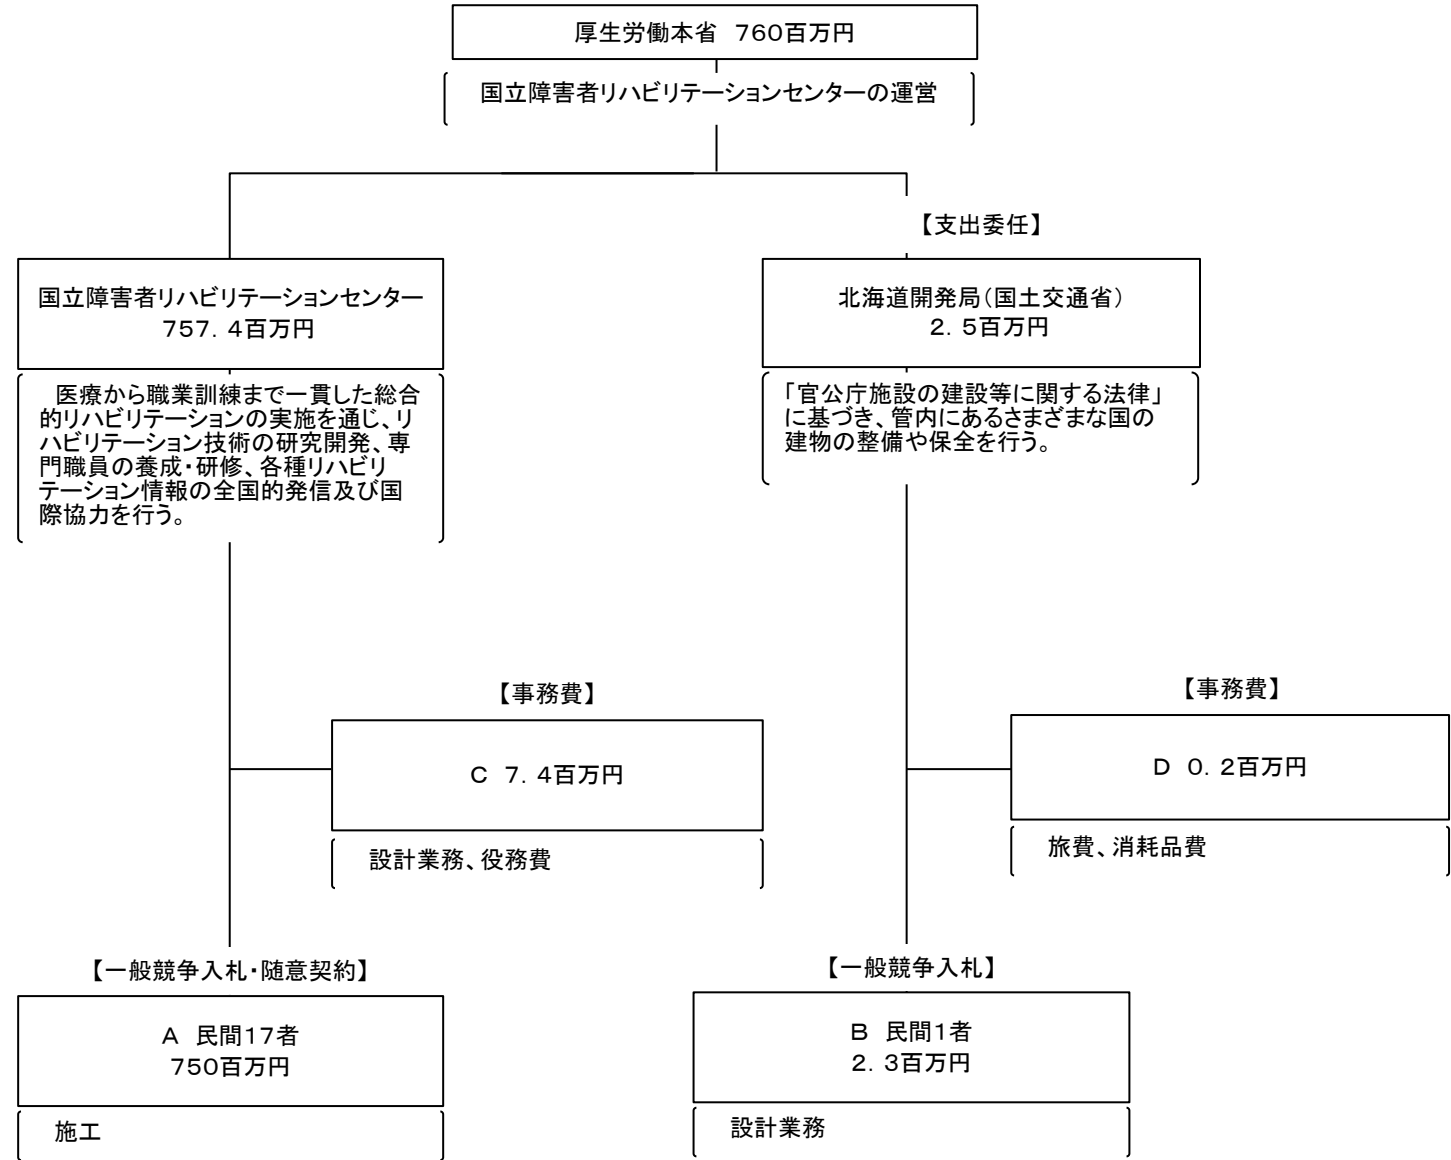 厚生労働本省　760百万円
国立障害者リハビリテーションセンターの運営
【支出委任】
国立障害者リハビリテーションセンター
757．4百万円
北海道開発局（国土交通省）
2．5百万円
医療から職業訓練まで一貫した総合
的リハビリテーションの実施を通じ、リ
ハビリテーション技術の研究開発、専
門職員の養成・研修、各種リハビリ
テーション情報の全国的発信及び国
際協力を行う。
「官公庁施設の建設等に関する法律」
に基づき、管内にあるさまざまな国の
建物の整備や保全を行う。
【事務費】
C　7．4百万円
設計業務、役務費
【事務費】
D　0．2百万円
旅費、消耗品費
【一般競争入札・随意契約】
A　民間17者
750百万円
施工
【一般競争入札】
B　民間1者
2．3百万円
設計業務